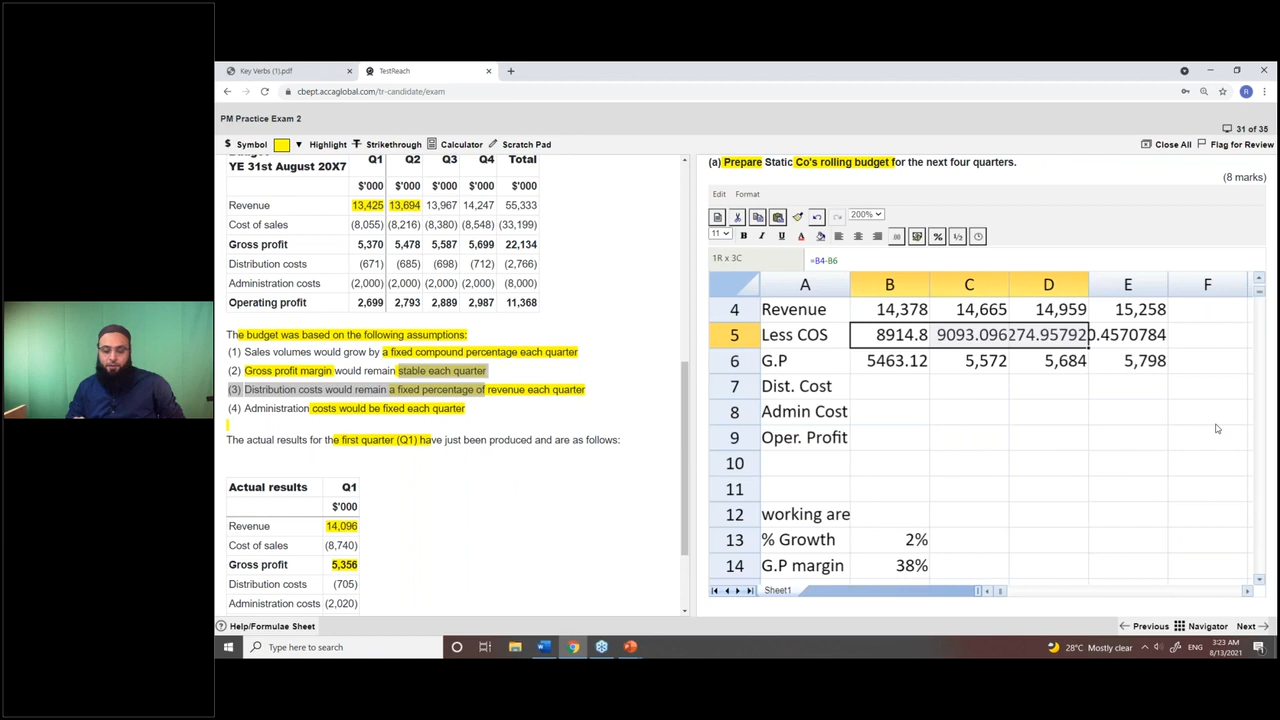 Key Verbs (1).pdf
TestReach
cbept.accaglobal.com/tr-candidate/exam
PM Practice Exam 2
31 of 35
Symbol Highlight Strikethrough Calculator Scratch Pad
Close All Flag for Review
YE 31st August 20X7 Q1 Q2 Q3 Q4 Total
$'000 $'000 $'000 $'000 $'000
Revenue 13,425 13,694 13,967 14,247 55,333
Cost of sales (8,055) (8,216) (8,380) (8,548) (33,199)
Gross profit 5,370 5,478 5,587 5,699 22,134
Distribution costs (671) (685) (698) (712) (2,766)
Administration costs (2,000) (2,000) (2,000) (2,000) (8,000)
Operating profit 2,699 2,793 2,889 2,987 11,368
The budget was based on the following assumptions:
(1) Sales volumes would grow by a fixed compound percentage each quarter
(2) Gross profit margin would remain stable each quarter
(3) Distribution costs would remain a fixed percentage of revenue each quarter
(4) Administration costs would be fixed each quarter
The actual results for the first quarter (Q1) have just been produced and are as follows:
Actual results Q1
$'000
Revenue 14,096
Cost of sales (8,740)
Gross profit 5,356
Distribution costs (705)
Administration costs (2,020)
(a) Prepare Static Co's rolling budget for the next four quarters.
(8 marks)
Edit Format
200%
11 B I U A .00 % 1/2
1R x 3C =B4-B6
A B C D E F
4 Revenue 14,378 14,665 14,959 15,258
5 Less COS 8914.8 9093.096274.957920.4570784
6 G.P 5463.12 5,572 5,684 5,798
7 Dist. Cost
8 Admin Cost
9 Oper. Profit
10
11
12 working are
13 % Growth 2%
14 G.P margin 38%
Sheet1
Help/Formulae Sheet
Previous Navigator Next
Type here to search
28°C Mostly clear ENG
3:23 AM
8/13/2021